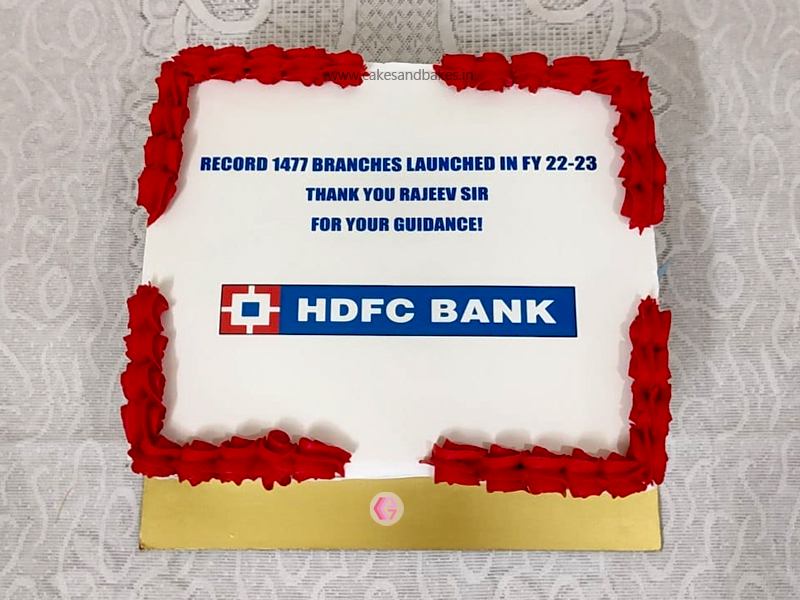 www.cakesandbakes.in
RECORD 1477 BRANCHES LAUNCHED IN FY 22-23
THANK YOU RAJEEV SIR
FOR YOUR GUIDANCE!
HDFC BANK